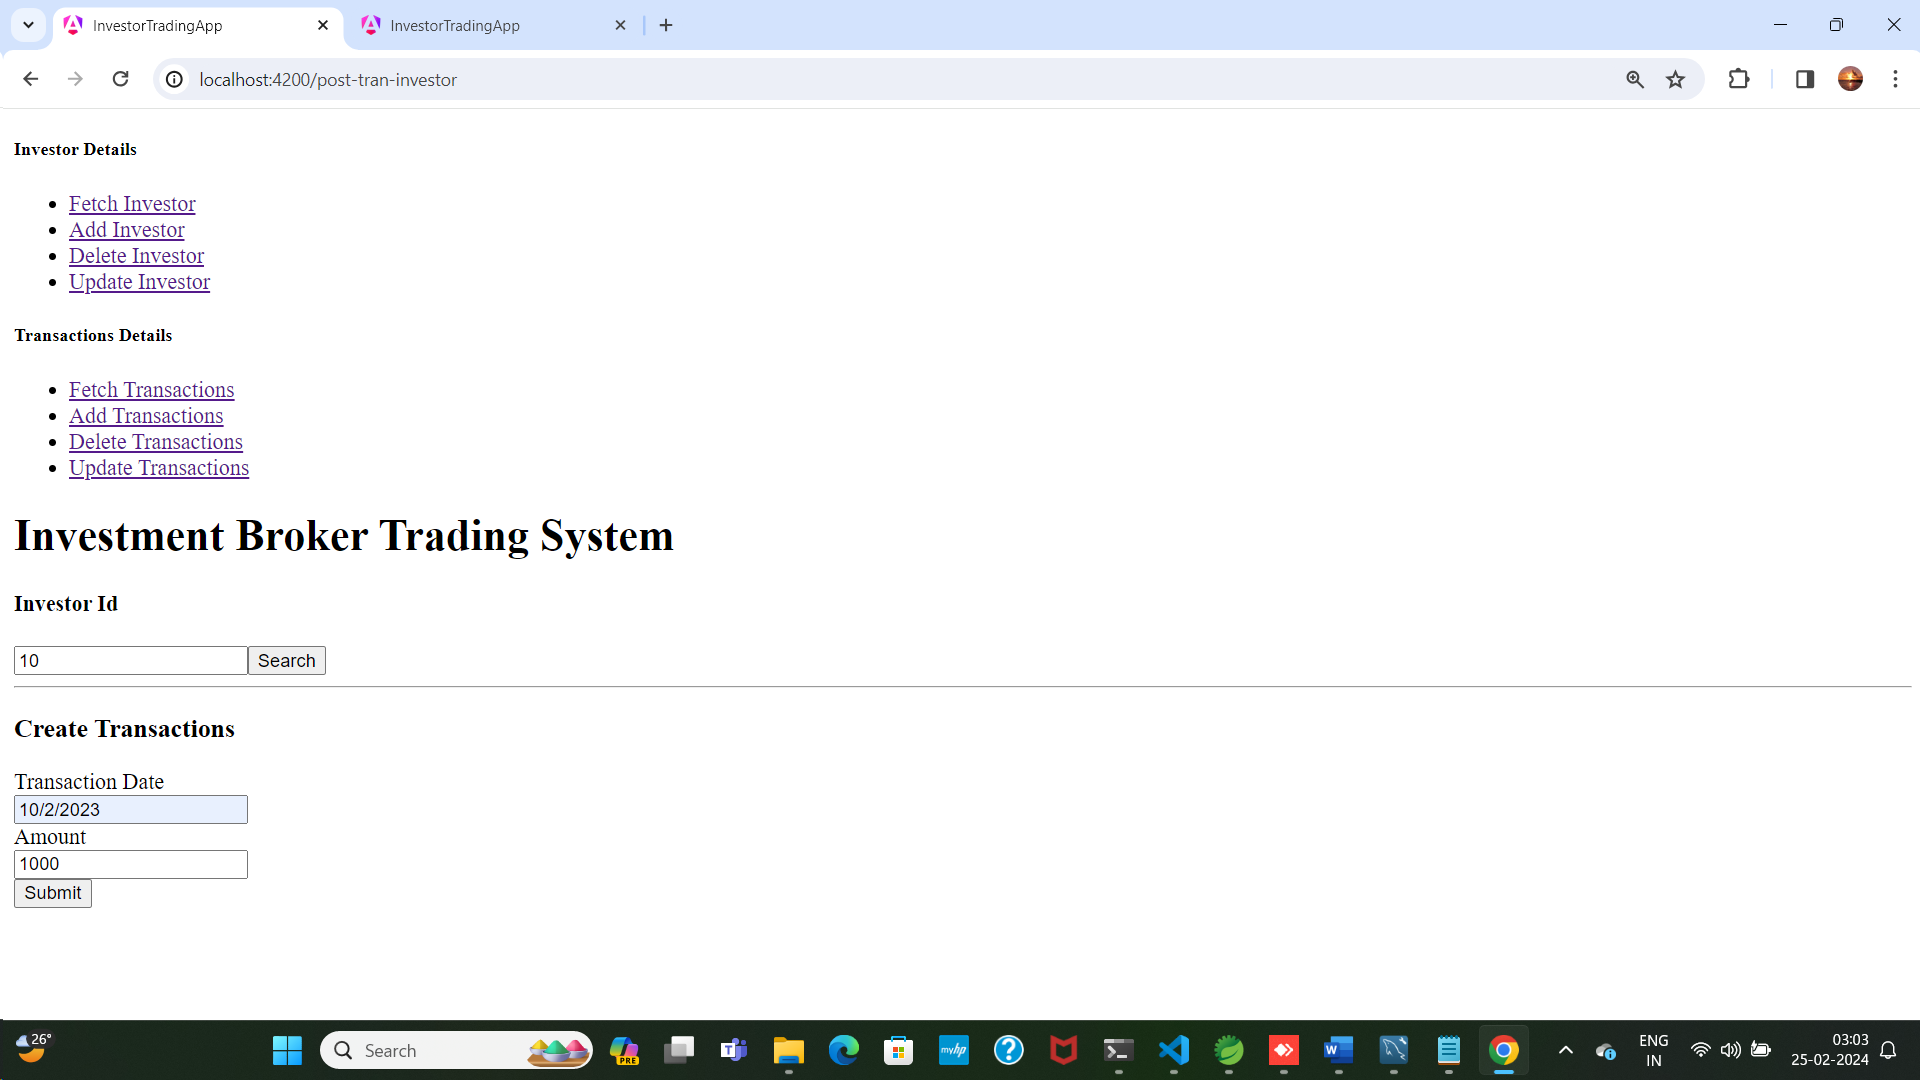 InvestorTradingApp
InvestorTradingApp
localhost:4200/post-tran-investor
Investor Details
Fetch Investor
Add Investor
Delete Investor
Update Investor
Transactions Details
Fetch Transactions
Add Transactions
Delete Transactions
Update Transactions
Investment Broker Trading System
Investor Id
10 Search
Create Transactions
Transaction Date
10/2/2023
Amount
1000
Submit
26°
Search
PRE
myhp
ENG
IN
03:03
25-02-2024